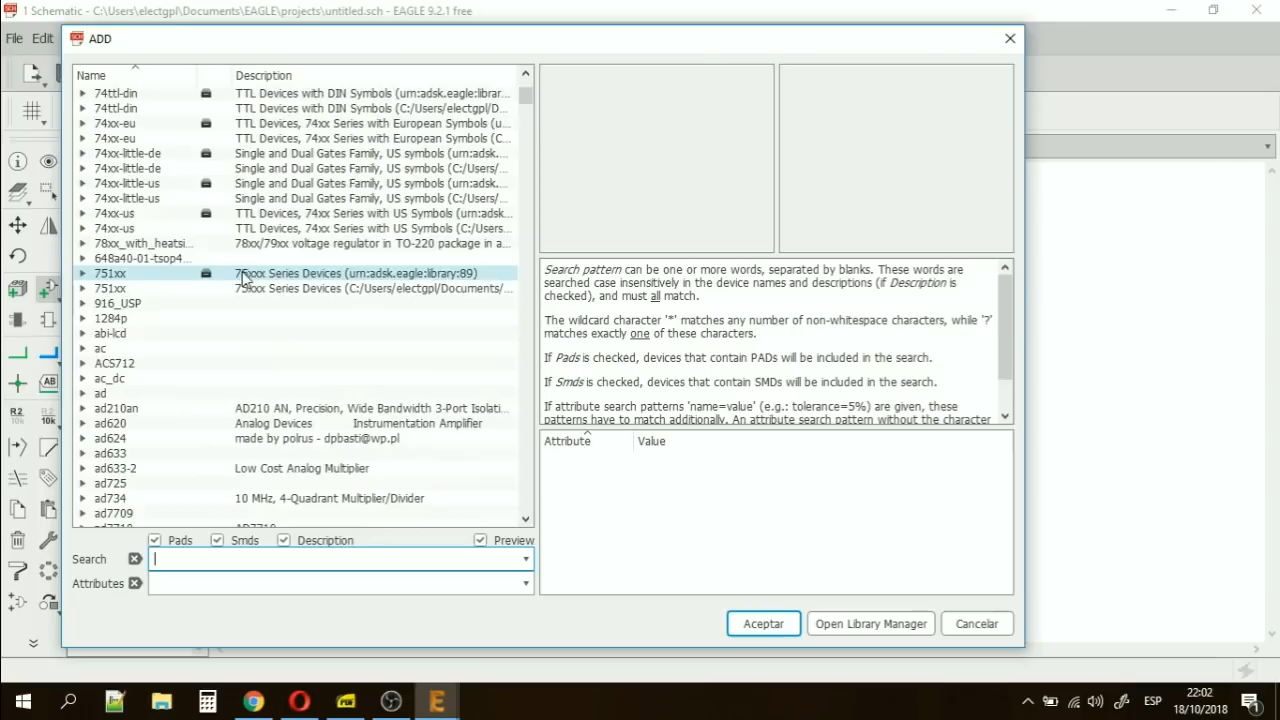 1 Schematic - C:\Users\electgpl\Documents\EAGLE\projects\untitled.sch - EAGLE 9.2.1 free
File Edit
ADD
Name Description
74ttl-din TTL Devices with DIN Symbols (urn:adsk.eagle:librar...
74ttl-din TTL Devices with DIN Symbols (C:/Users/electgpl/D...
74xx-eu TTL Devices, 74xx Series with European Symbols (u...
74xx-eu TTL Devices, 74xx Series with European Symbols (C...
74xx-little-de Single and Dual Gates Family, US symbols (urn:adsk....
74xx-little-de Single and Dual Gates Family, US symbols (C:/Users/...
74xx-little-us Single and Dual Gates Family, US symbols (urn:adsk....
74xx-little-us Single and Dual Gates Family, US symbols (C:/Users/...
74xx-us TTL Devices, 74xx Series with US Symbols (urn:adsk...
74xx-us TTL Devices, 74xx Series with US Symbols (C:/Users...
78xx_with_heatsi... 78xx/79xx voltage regulator in TO-220 package in a...
648a40-01-tsop4...
751xx 75xxx Series Devices (urn:adsk.eagle:library:89)
751xx 75xxx Series Devices (C:/Users/electgpl/Documents/...
916_USP
1284p
abi-lcd
ac
ACS712
ac_dc
ad
ad210an AD210 AN, Precision, Wide Bandwidth 3-Port Isolati...
ad620 Analog Devices Instrumentation Amplifier
ad624 made by polrus - dpbasti@wp.pl
ad633
ad633-2 Low Cost Analog Multiplier
ad725
ad734 10 MHz, 4-Quadrant Multiplier/Divider
ad7709
ad7710 AD7710
Pads Smds Description Preview
Search
Attributes
Search pattern can be one or more words, separated by blanks. These words are
searched case insensitively in the device names and descriptions (if Description is
checked), and must all match.
The wildcard character '*' matches any number of non-whitespace characters, while '?'
matches exactly one of these characters.
If Pads is checked, devices that contain PADs will be included in the search.
If Smds is checked, devices that contain SMDs will be included in the search.
If attribute search patterns 'name=value' (e.g.: tolerance=5%) are given, these
patterns have to match additionally. An attribute search pattern without the character
Attribute Value
Aceptar Open Library Manager Cancelar
R2 R2
10k 10k
AB
ESP
22:02
18/10/2018
1